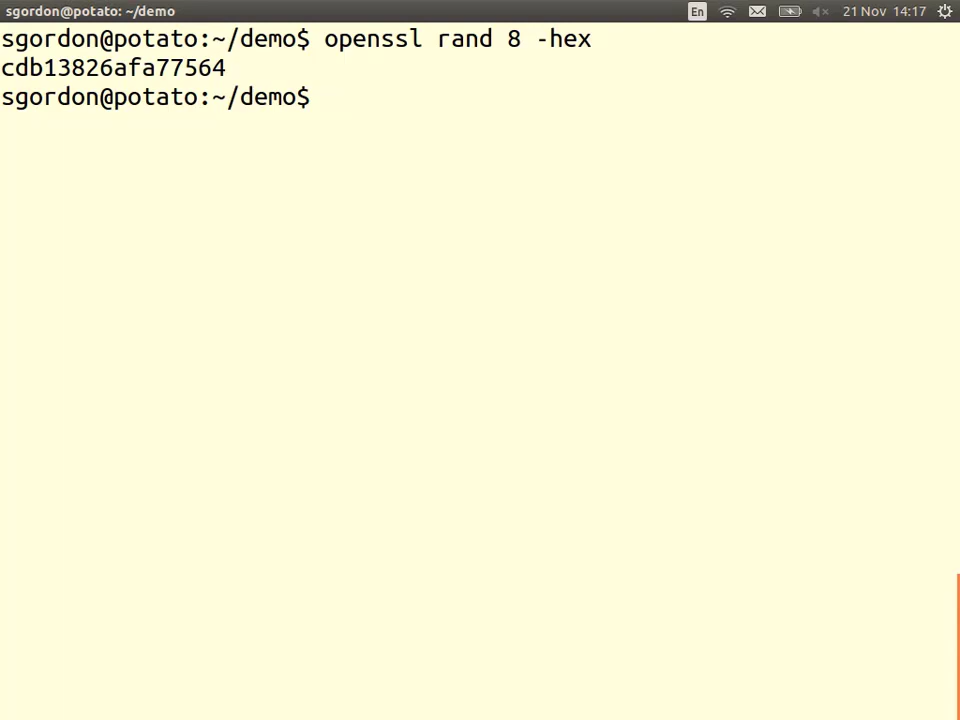 sgordon@potato: ~/demo
En
21 Nov 14:17
sgordon@potato:~/demo$ openssl rand 8 -hex
cdb13826afa77564
sgordon@potato:~/demo$